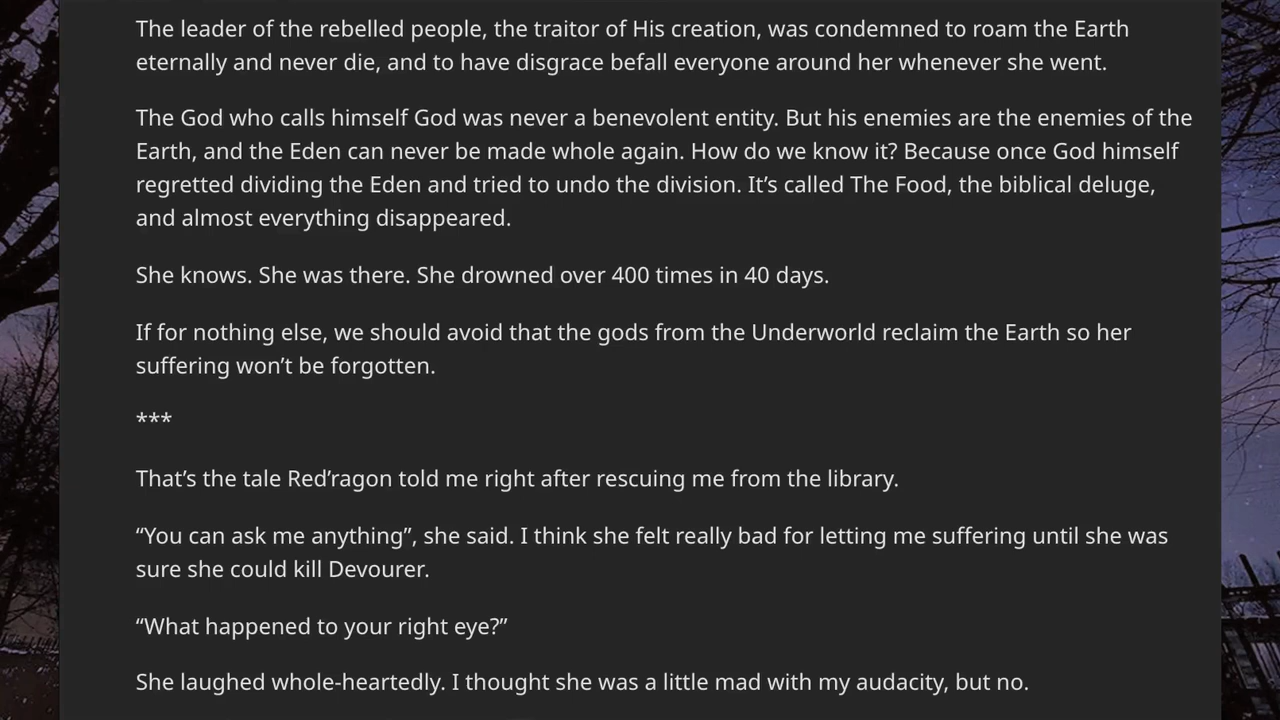 The leader of the rebelled people, the traitor of His creation, was condemned to roam the Earth
eternally and never die, and to have disgrace befall everyone around her whenever she went.
The God who calls himself God was never a benevolent entity. But his enemies are the enemies of the
Earth, and the Eden can never be made whole again. How do we know it? Because once God himself
regretted dividing the Eden and tried to undo the division. It’s called The Food, the biblical deluge,
and almost everything disappeared.
She knows. She was there. She drowned over 400 times in 40 days.
If for nothing else, we should avoid that the gods from the Underworld reclaim the Earth so her
suffering won’t be forgotten.
***
That’s the tale Red’ragon told me right after rescuing me from the library.
“You can ask me anything”, she said. I think she felt really bad for letting me suffering until she was
sure she could kill Devourer.
“What happened to your right eye?”
She laughed whole-heartedly. I thought she was a little mad with my audacity, but no.